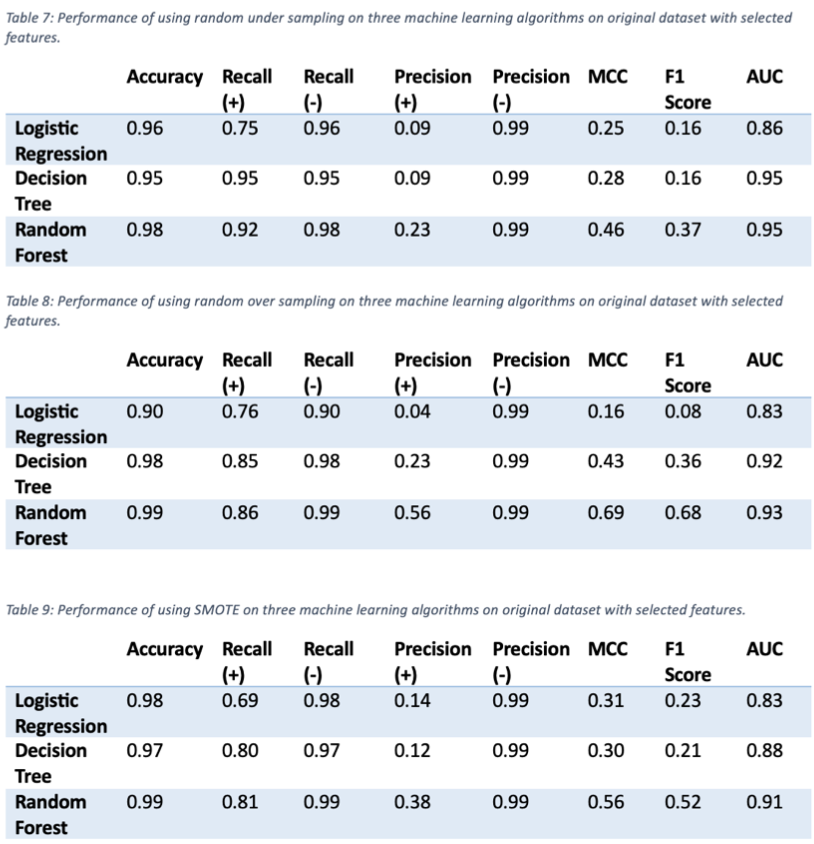 Table 7: Performance of using random under sampling on three machine learning algorithms on original dataset with selected
features.
Accuracy Recall Recall Precision Precision MCC F1 AUC
(+) (-) (+) (-) Score
Logistic 0.96 0.75 0.96 0.09 0.99 0.25 0.16 0.86
Regression
Decision 0.95 0.95 0.95 0.09 0.99 0.28 0.16 0.95
Tree
Random 0.98 0.92 0.98 0.23 0.99 0.46 0.37 0.95
Forest
Table 8: Performance of using random over sampling on three machine learning algorithms on original dataset with selected
features.
Accuracy Recall Recall Precision Precision MCC F1 AUC
(+) (-) (+) (-) Score
Logistic 0.90 0.76 0.90 0.04 0.99 0.16 0.08 0.83
Regression
Decision 0.98 0.85 0.98 0.23 0.99 0.43 0.36 0.92
Tree
Random 0.99 0.86 0.99 0.56 0.99 0.69 0.68 0.93
Forest
Table 9: Performance of using SMOTE on three machine learning algorithms on original dataset with selected features.
Accuracy Recall Recall Precision Precision MCC F1 AUC
(+) (-) (+) (-) Score
Logistic 0.98 0.69 0.98 0.14 0.99 0.31 0.23 0.83
Regression
Decision 0.97 0.80 0.97 0.12 0.99 0.30 0.21 0.88
Tree
Random 0.99 0.81 0.99 0.38 0.99 0.56 0.52 0.91
Forest